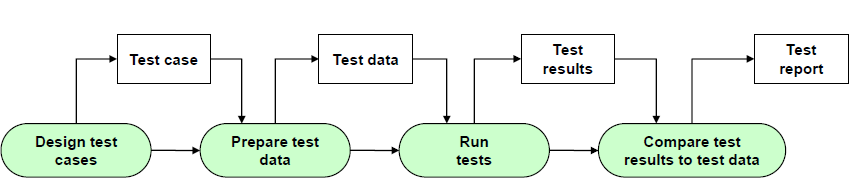 Test case
Test data
Test
results
Test
report
Design test
cases
Prepare test
data
Run
tests
Compare test
results to test data